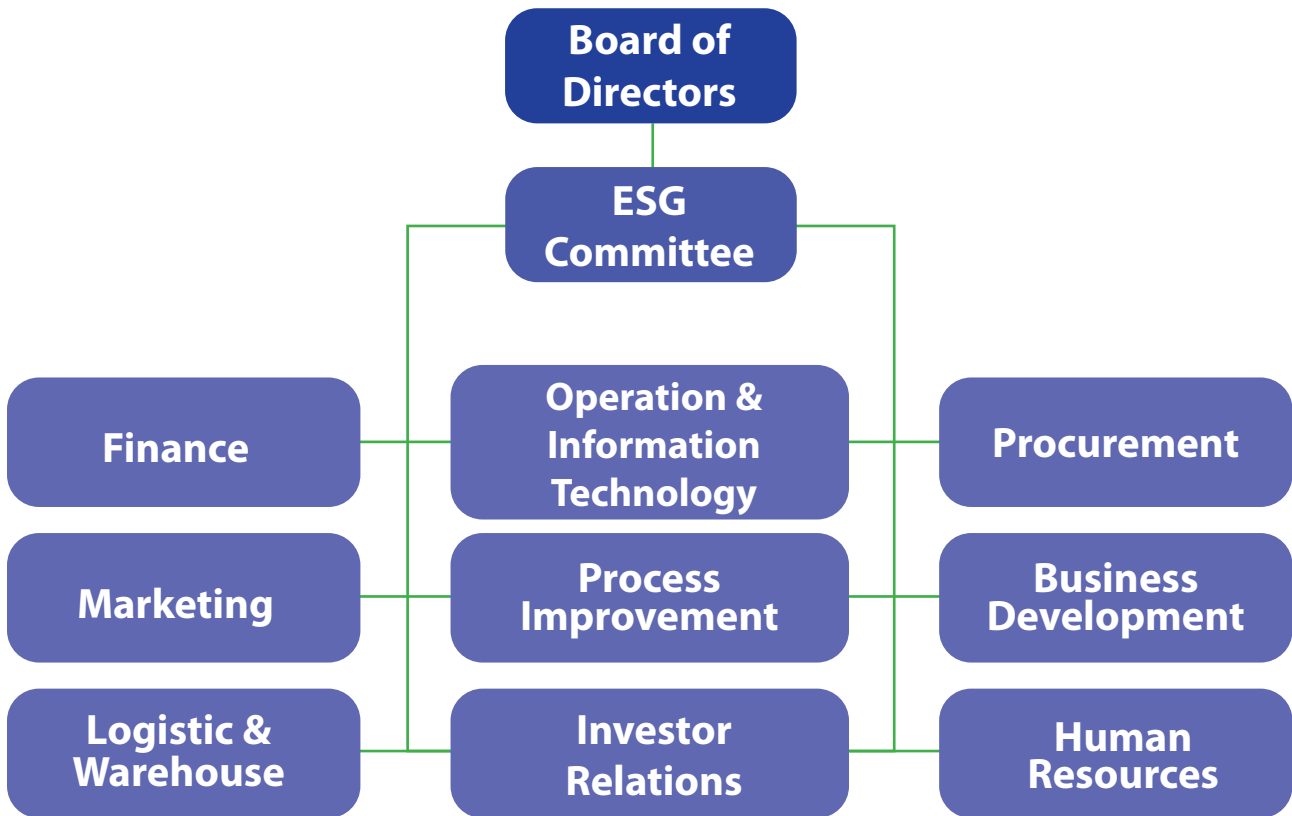 Board of
Directors
ESG
Committee
Finance
Operation &
Information
Technology
Procurement
Marketing
Process
Improvement
Business
Development
Logistic &
Warehouse
Investor
Relations
Human
Resources